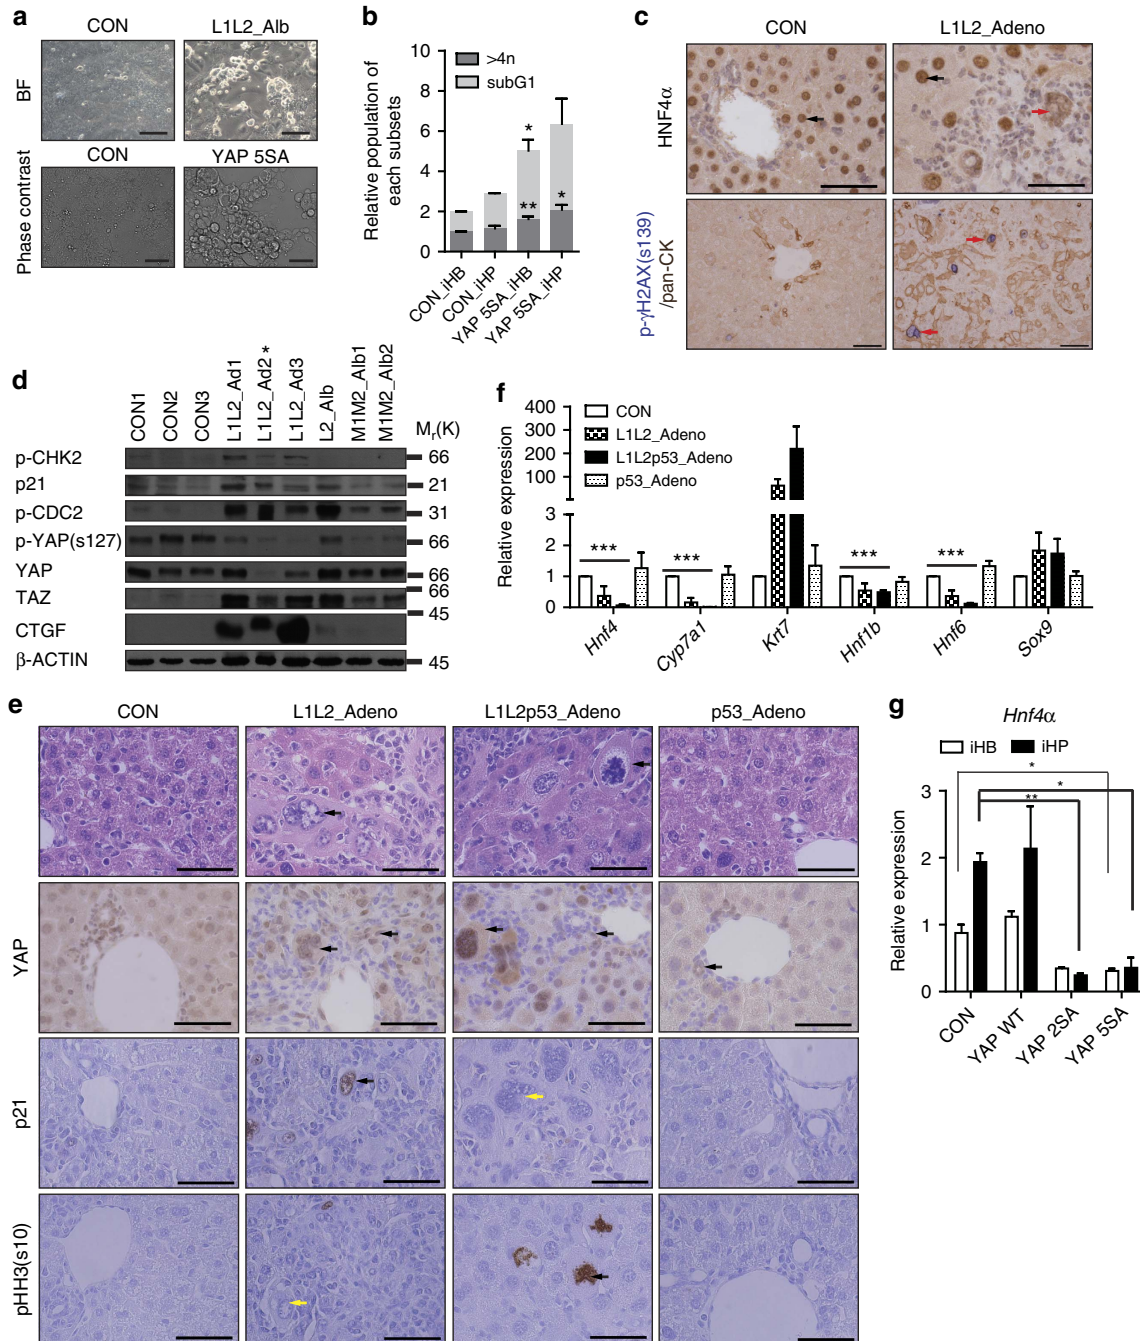 a
CON
L1L2_Alb
BF
CON
YAP 5SA
Phase contrast
b
10
8
6
4
2
0
>4n
subG1
Relative population of
each subsets
*
**
*
CON_iHB
CON_iHP
YAP 5SA_iHB
YAP 5SA_iHP
c
CON
L1L2_Adeno
HNF4α
p-γH2AX(s139)
/pan-CK
d
CON1
CON2
CON3
L1L2_Ad1
L1L2_Ad2*
L1L2_Ad3
L2_Alb
M1M2_Alb1
M1M2_Alb2
Mr(K)
p-CHK2
66
p21
21
p-CDC2
31
p-YAP(s127)
66
YAP
66
TAZ
66
45
CTGF
β-ACTIN
45
f
400
300
200
100
3
2
1
0
Relative expression
CON
L1L2_Adeno
L1L2p53_Adeno
p53_Adeno
***
***
***
***
Hnf4
Cyp7a1
Krt7
Hnf1b
Hnf6
Sox9
e
CON
L1L2_Adeno
L1L2p53_Adeno
p53_Adeno
YAP
p21
pHH3(s10)
g
Hnf4α
iHB
iHP
*
*
**
3
2
1
0
Relative expression
CON
YAP WT
YAP 2SA
YAP 5SA